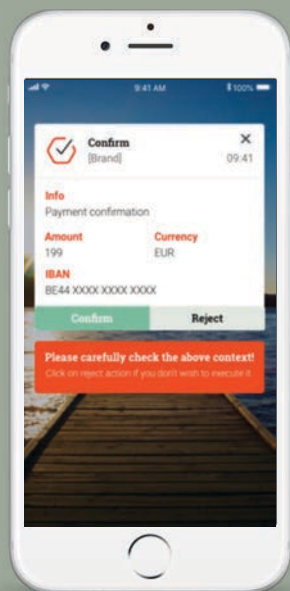 9:41 AM
100%
Confirm
[Brand]
09:41
Info
Payment confirmation
Amount
Currency
199
EUR
IBAN
BE44 XXXX XXXX XXXX
Confirm
Reject
Please carefully check the above context!
Click on reject action if you don't wish to execute it